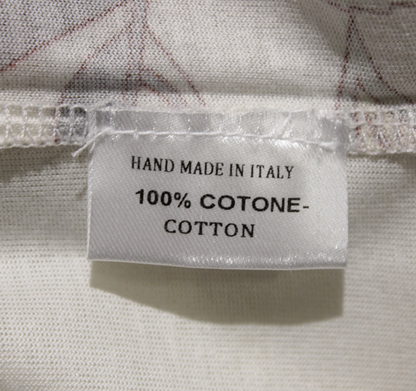 HAND MADE IN ITALY
100% COTONE-
COTTON